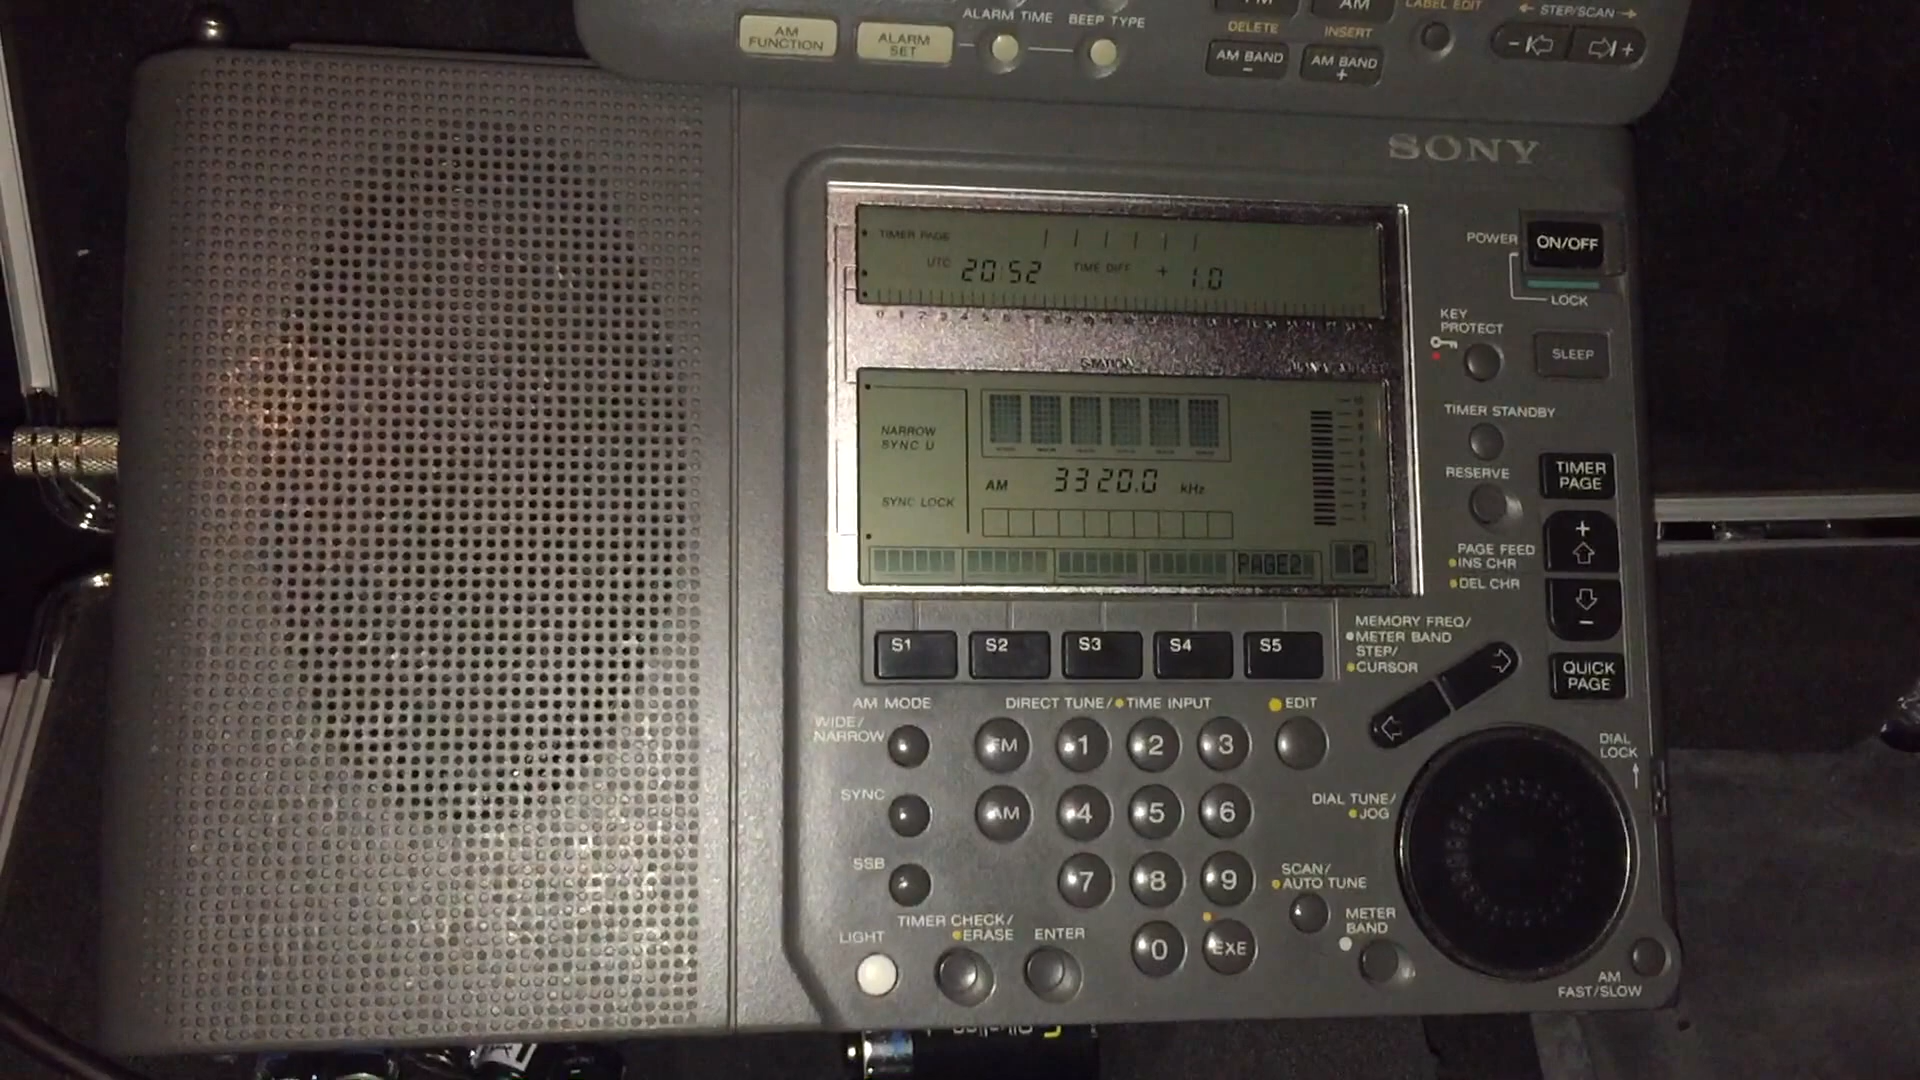 ALARM TIME
BEEP TYPE
FM
AM
LABEL EDIT
STEP/SCAN
AM
FUNCTION
ALARM
SET
DELETE
INSERT
AM BAND
-
AM BAND
+
-
+
SONY
TIMER PAGE
UTC 20:52 TIME DIFF + 1.0
POWER
ON/OFF
LOCK
KEY
PROTECT
SLEEP
NARROW
SYNC U
AM 3320.0 kHz
SYNC LOCK
PAGE2
2
TIMER STANDBY
RESERVE
TIMER
PAGE
PAGE FEED
INS CHR
DEL CHR
+
-
S1
S2
S3
S4
S5
MEMORY FREQ/
METER BAND
STEP/
CURSOR
QUICK
PAGE
AM MODE
DIRECT TUNE/
TIME INPUT
EDIT
WIDE/
NARROW
FM
1
2
3
DIAL
LOCK
SYNC
AM
4
5
6
DIAL TUNE/
JOG
SSB
7
8
9
SCAN/
AUTO TUNE
TIMER CHECK/
ERASE
ENTER
LIGHT
0
EXE
METER
BAND
AM
FAST/SLOW